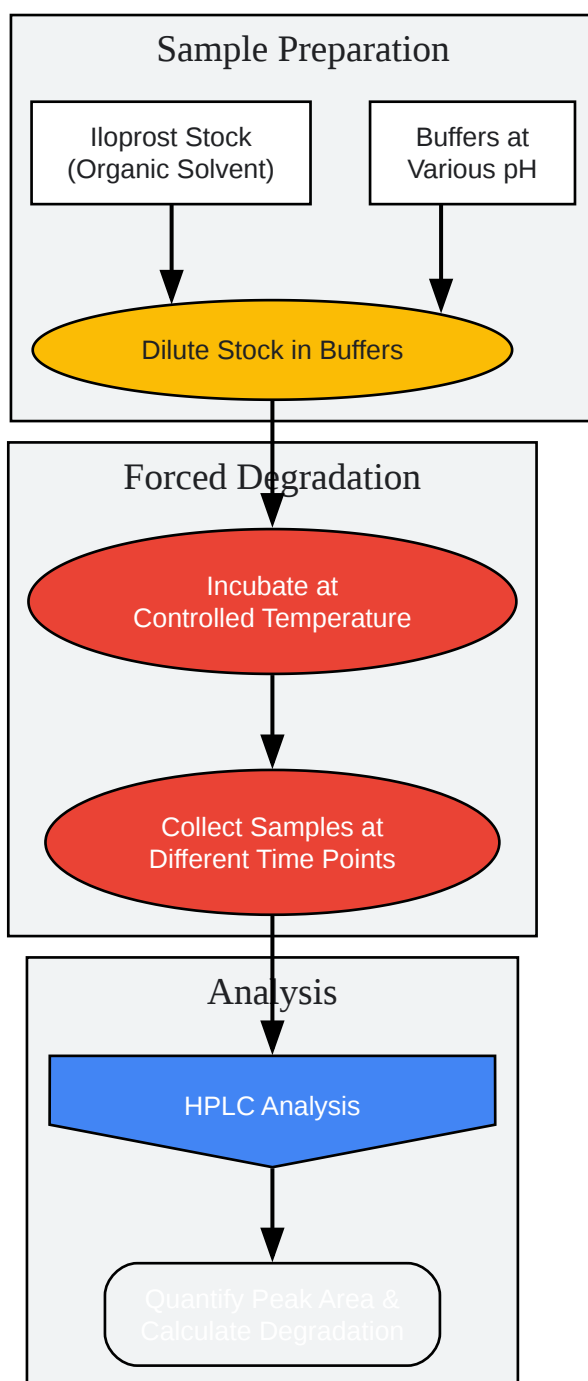 Sample Preparation
Iloprost Stock
(Organic Solvent)
Buffers at
Various pH
Dilute Stock in Buffers
Forced Degradation
Incubate at
Controlled Temperature
Collect Samples at
Different Time Points
Analysis
HPLC Analysis
Quantify Peak Area &
Calculate Degradation